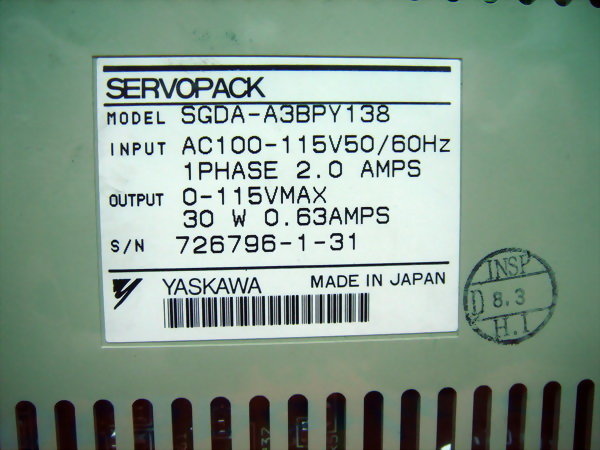 SERVOPACK
MODEL SGDA-A3BPY138
INPUT AC100-115V50/60Hz
1PHASE 2.0 AMPS
OUTPUT 0-115VMAX
30 W 0.63AMPS
S/N 726796-1-31
YASKAWA MADE IN JAPAN
INSP
D 8.3
H.I